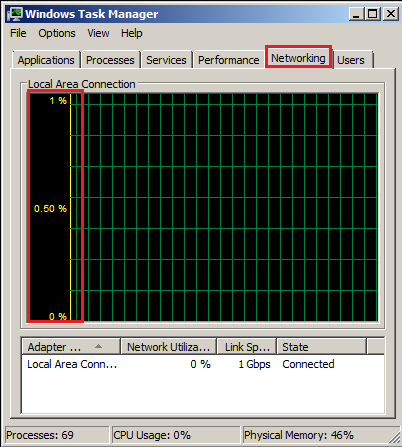 Windows Task Manager
File Options View Help
Applications Processes Services Performance Networking Users
Local Area Connection
1 %
0.50 %
0 %
Adapter ... Network Utiliza... Link Sp... State
Local Area Conn... 0 % 1 Gbps Connected
Processes: 69 CPU Usage: 0% Physical Memory: 46%